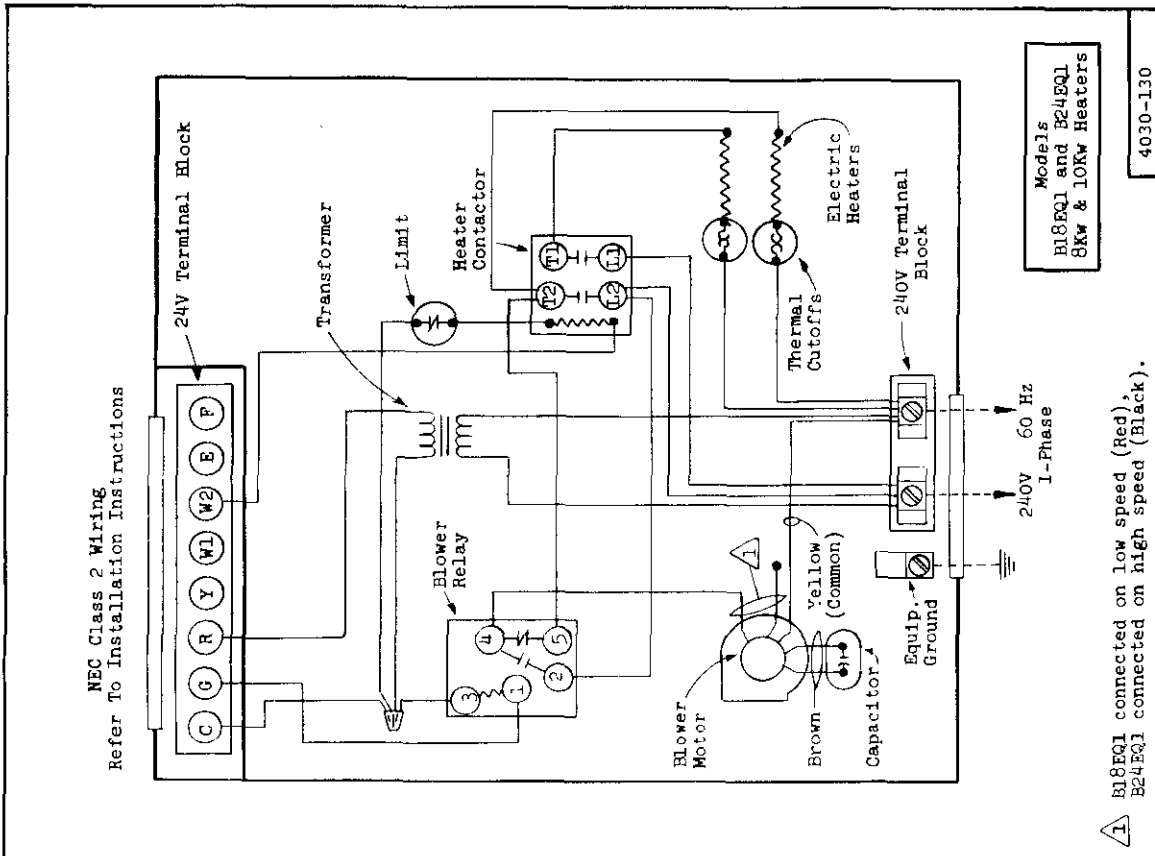 NEC Class 2 Wiring
Refer To Installation Instructions
24V Terminal Block
C
G
R
Y
W1
W2
E
F
Transformer
Limit
Heater
Contactor
T2
T1
L2
L1
Blower
Relay
3
1
4
5
2
Thermal
Cutoffs
Electric
Heaters
Blower
Motor
1
Yellow
(Common)
Brown
Capacitor
Equip.
Ground
240V Terminal
Block
240V 60 Hz
1-Phase
Models
B18EQ1 and B24EQ1
8Kw & 10Kw Heaters
4030-130
1 B18EQ1 connected on low speed (Red),
B24EQ1 connected on high speed (Black).